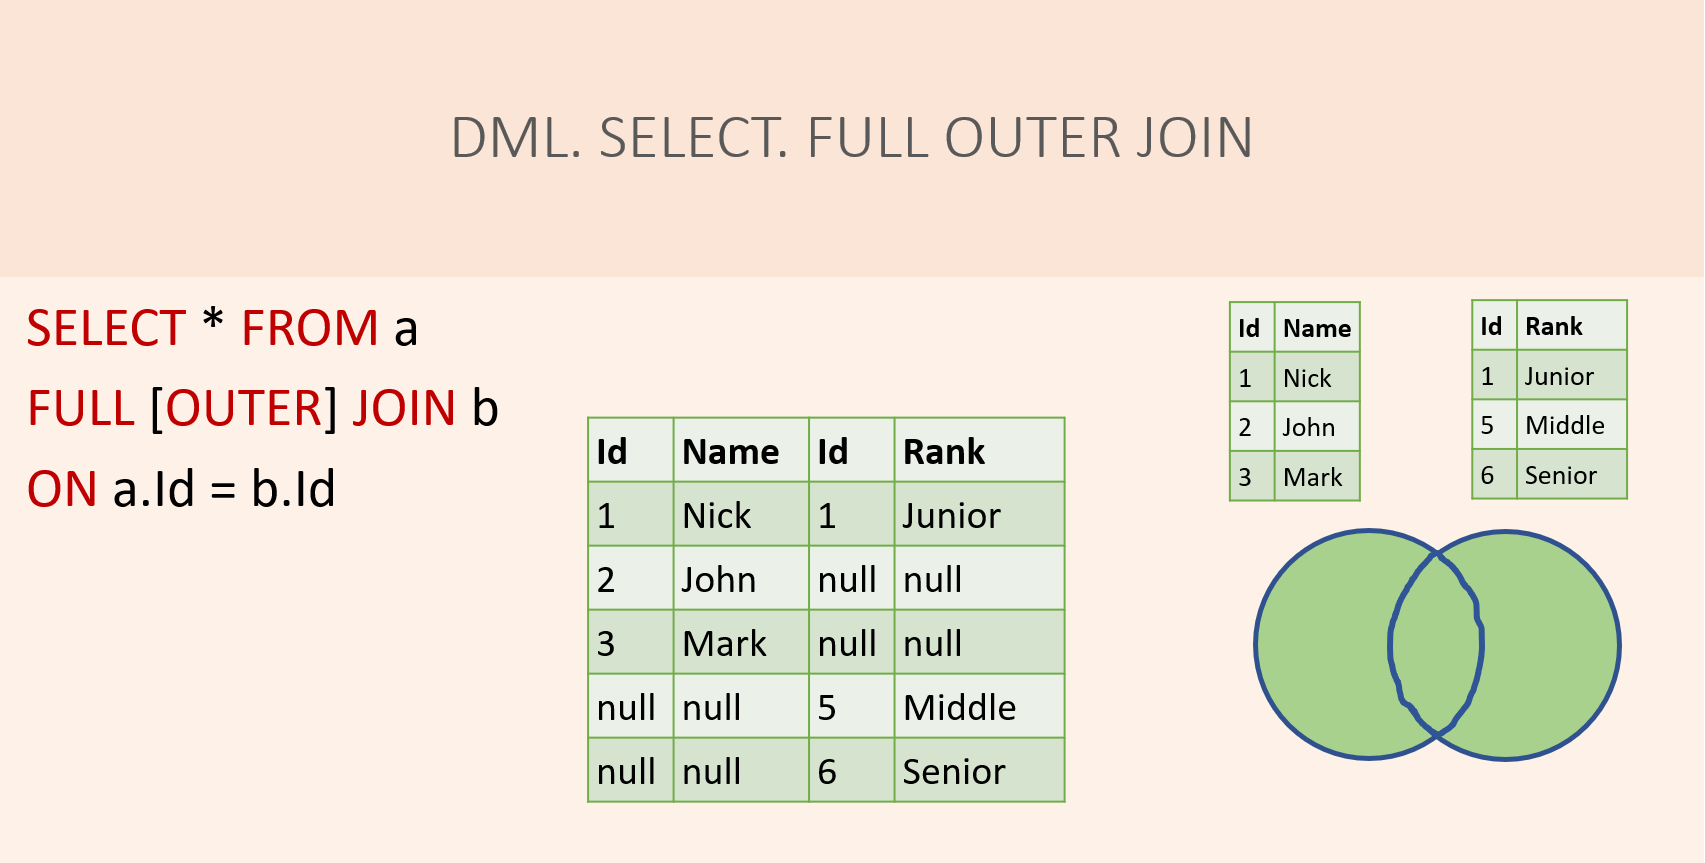 DML. SELECT. FULL OUTER JOIN
SELECT * FROM a
FULL [OUTER] JOIN b
ON a.Id = b.Id
Id Name Id Rank
1 Nick 1 Junior
2 John null null
3 Mark null null
null null 5 Middle
null null 6 Senior
Id Name
1 Nick
2 John
3 Mark
Id Rank
1 Junior
5 Middle
6 Senior